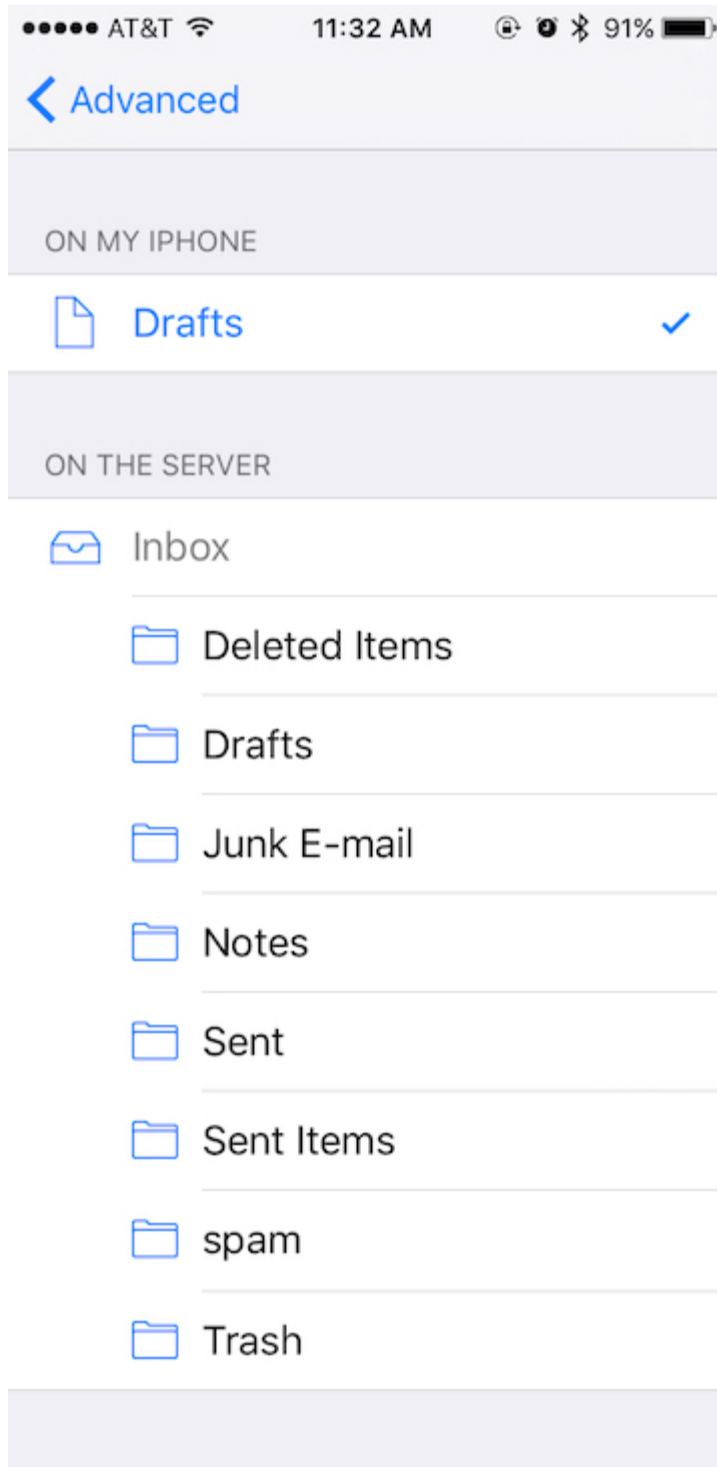 AT&T 11:32 AM 91%
Advanced
ON MY IPHONE
Drafts
ON THE SERVER
Inbox
Deleted Items
Drafts
Junk E-mail
Notes
Sent
Sent Items
spam
Trash